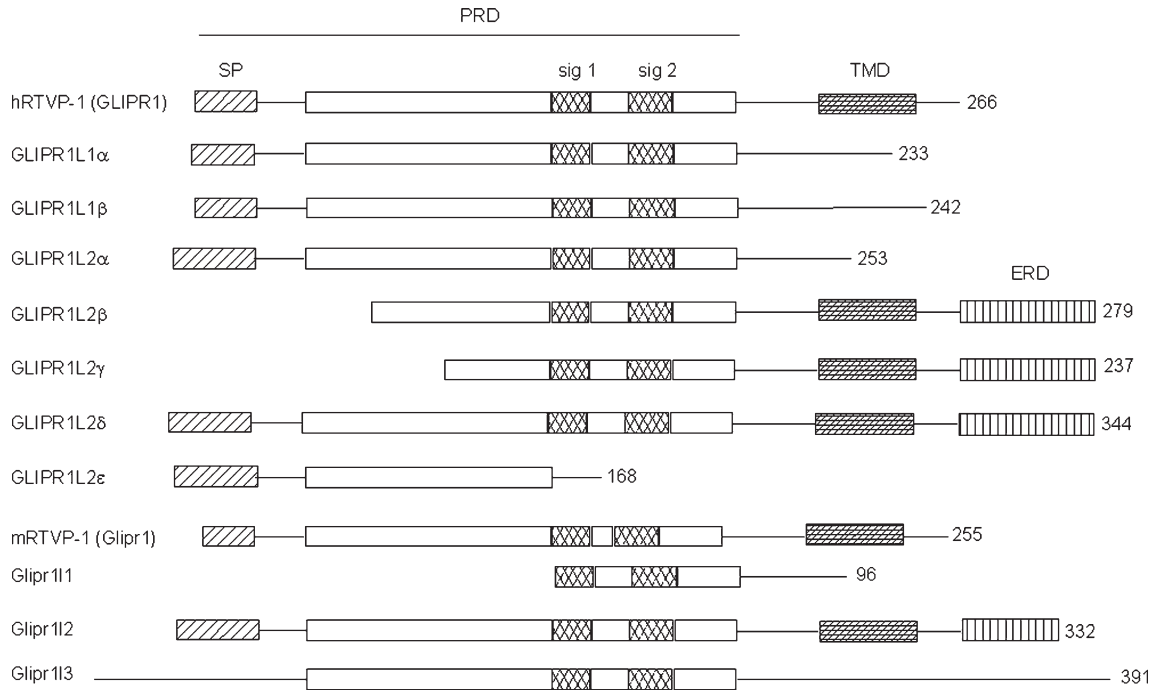 PRD
SP sig 1 sig 2 TMD
hRTVP-1 (GLIPR1) 266
GLIPR1L1α 233
GLIPR1L1β 242
GLIPR1L2α 253
ERD
GLIPR1L2β 279
GLIPR1L2γ 237
GLIPR1L2δ 344
GLIPR1L2ε 168
mRTVP-1 (Glipr1) 255
Glipr1l1 96
Glipr1l2 332
Glipr1l3 391